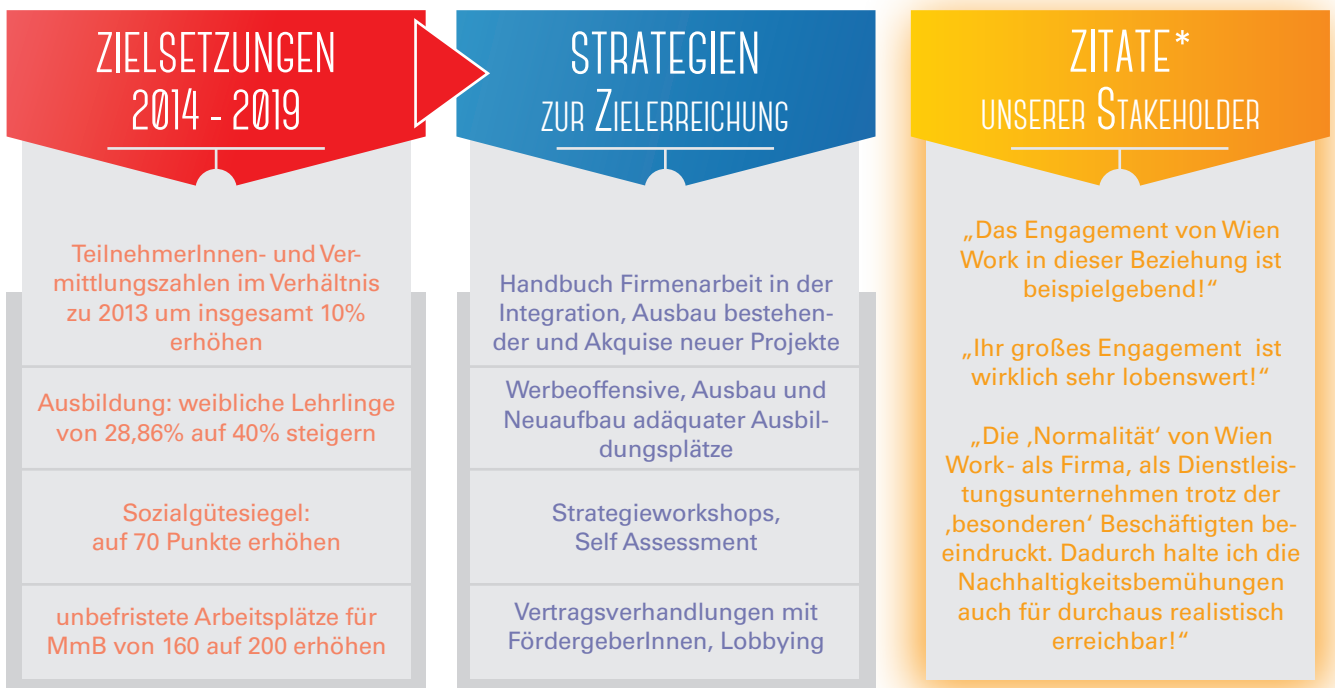 ZIELSETZUNGEN
2014 - 2019
TeilnehmerInnen- und Ver-
mittlungszahlen im Verhältnis
zu 2013 um insgesamt 10%
erhöhen
Ausbildung: weibliche Lehrlinge
von 28,86% auf 40% steigern
Sozialgütesiegel:
auf 70 Punkte erhöhen
unbefristete Arbeitsplätze für
MmB von 160 auf 200 erhöhen
STRATEGIEN
ZUR ZIELERREICHUNG
Handbuch Firmenarbeit in der
Integration, Ausbau bestehen-
der und Akquise neuer Projekte
Werbeoffensive, Ausbau und
Neuaufbau adäquater Ausbil-
dungsplätze
Strategieworkshops,
Self Assessment
Vertragsverhandlungen mit
FördergeberInnen, Lobbying
ZITATE*
UNSERER STAKEHOLDER
„Das Engagement von Wien
Work in dieser Beziehung ist
beispielgebend!“
„Ihr großes Engagement ist
wirklich sehr lobenswert!“
„Die ‚Normalität‘ von Wien
Work- als Firma, als Dienstleis-
tungsunternehmen trotz der
‚besonderen‘ Beschäftigten be-
eindruckt. Dadurch halte ich die
Nachhaltigkeitsbemühungen
auch für durchaus realistisch
erreichbar!“